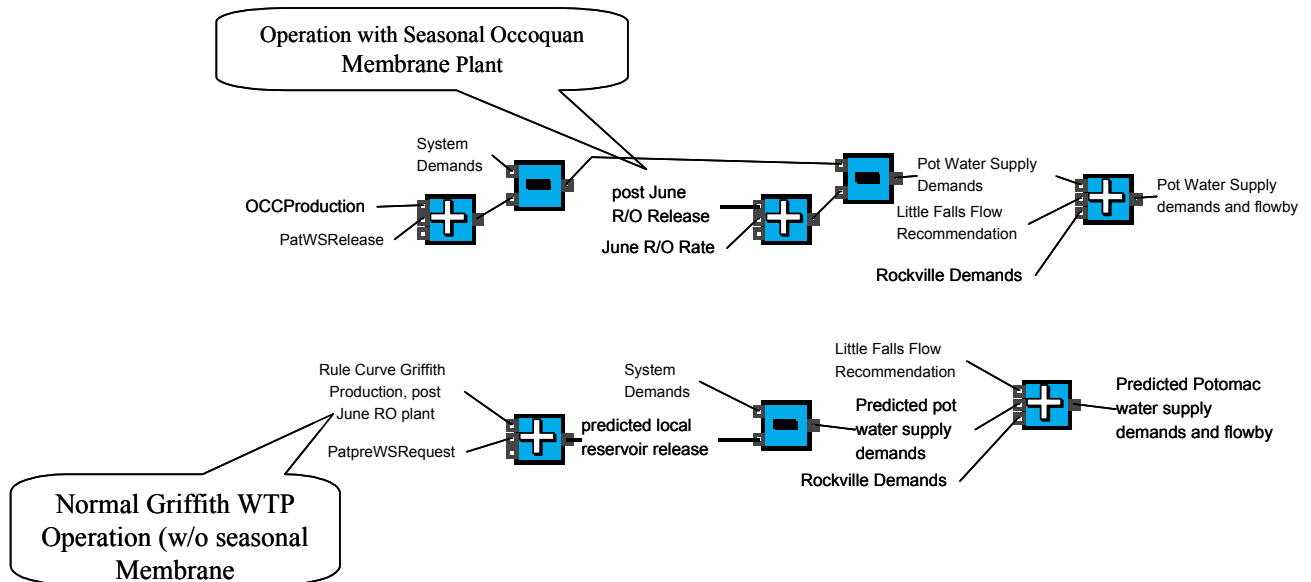 Operation with Seasonal Occoquan
Membrane Plant
System
Demands
OCCProduction
PatWSRelease
post June
R/O Release
June R/O Rate
Pot Water Supply
Demands
Little Falls Flow
Recommendation
Rockville Demands
Pot Water Supply
demands and flowby
Rule Curve Griffith
Production, post
June RO plant
PatpreWSRequest
predicted local
reservoir release
System
Demands
Little Falls Flow
Recommendation
Predicted pot
water supply
demands
Rockville Demands
Predicted Potomac
water supply
demands and flowby
Normal Griffith WTP
Operation (w/o seasonal
Membrane